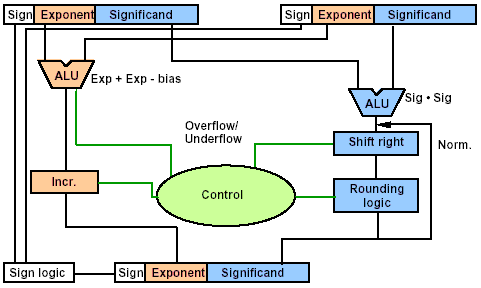 Sign Exponent Significand
Sign Exponent Significand
ALU
Exp + Exp - bias
ALU
Sig • Sig
Overflow/
Underflow
Shift right
Norm.
Incr.
Control
Rounding
logic
Sign logic
Sign Exponent Significand